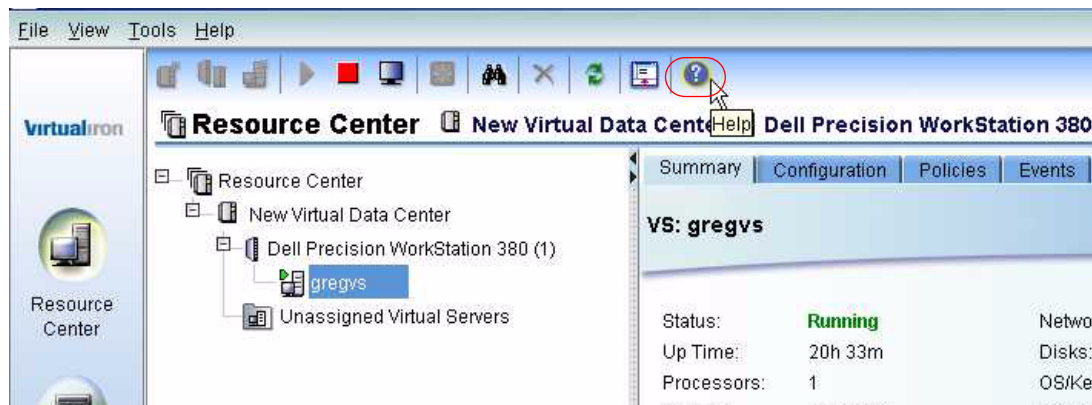 File View Tools Help
Virtualiron
Resource Center New Virtual Data Cente Help Dell Precision WorkStation 380
Resource Center
New Virtual Data Center
Dell Precision WorkStation 380 (1)
gregvs
Unassigned Virtual Servers
Resource
Center
Summary Configuration Policies Events
VS: gregvs
Status: Running Netwo
Up Time: 20h 33m Disks:
Processors: 1 OS/Ke